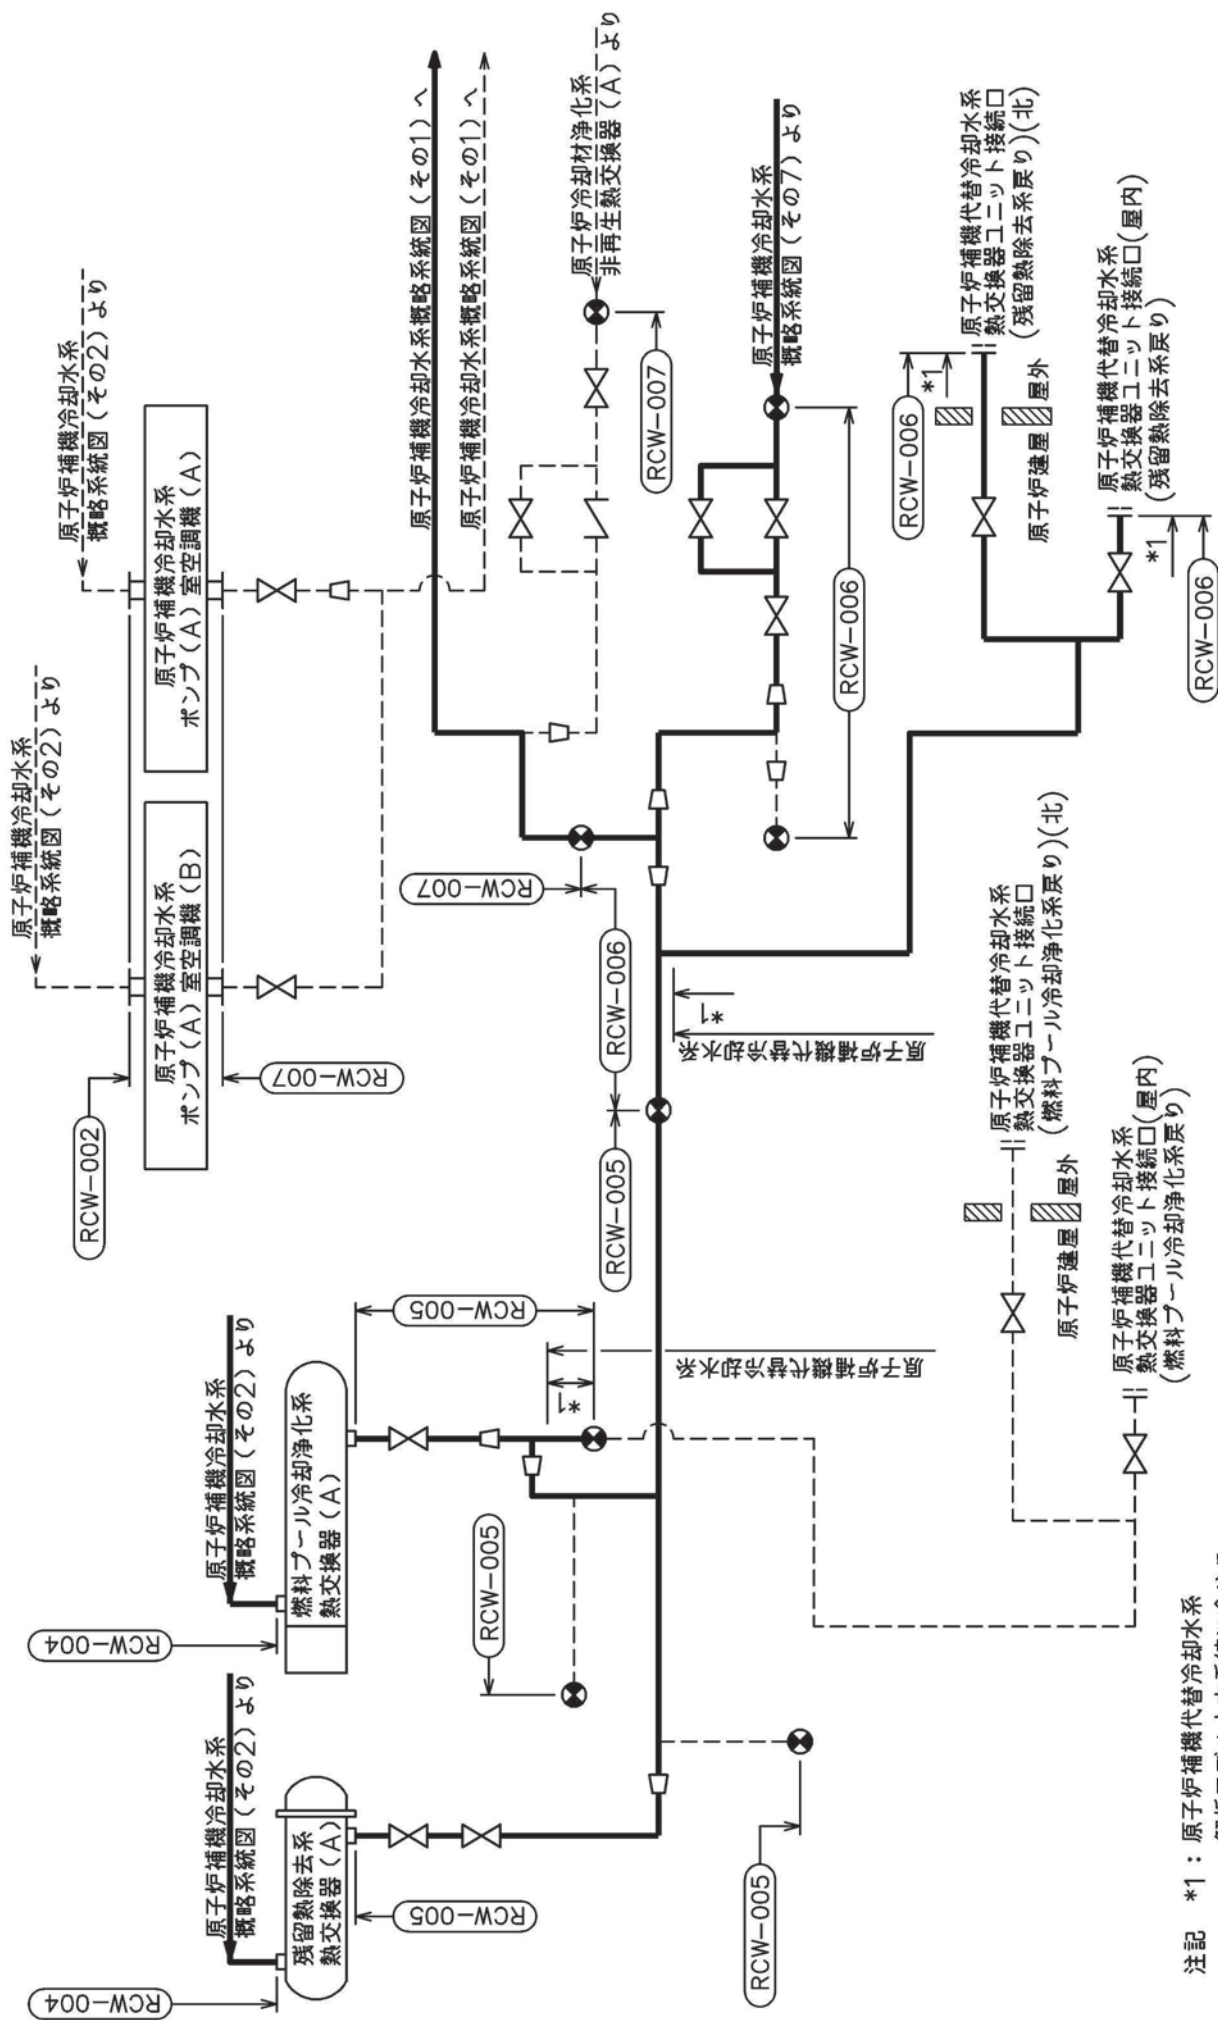 原子炉補機冷却水系
概略系統図（その2）より
残留熱除去系
熱交換器（A）
RCW-004
RCW-005
RCW-005
原子炉補機冷却水系
概略系統図（その2）より
燃料プール冷却浄化系
熱交換器（A）
RCW-004
RCW-005
RCW-005
*1
原子炉補機代替冷却水系
原子炉補機冷却水系
概略系統図（その2）より
原子炉補機冷却水系
ポンプ（A）室空調機（B）
RCW-002
RCW-007
原子炉補機冷却水系
概略系統図（その2）より
原子炉補機冷却水系
ポンプ（A）室空調機（A）
RCW-005
RCW-006
RCW-007
*1
原子炉補機代替冷却水系
原子炉補機冷却水系概略系統図（その1）へ
原子炉補機冷却水系概略系統図（その1）へ
原子炉冷却材浄化系
非再生熱交換器（A）より
RCW-007
原子炉補機冷却水系
概略系統図（その7）より
RCW-006
原子炉補機代替冷却水系
熱交換器ユニット接続口
(残留熱除去系戻り)(北)
RCW-006
*1
原子炉建屋
屋外
原子炉補機代替冷却水系
熱交換器ユニット接続口(屋内)
(残留熱除去系戻り)
*1
RCW-006
原子炉補機代替冷却水系
熱交換器ユニット接続口
(燃料プール冷却浄化系戻り)(北)
原子炉建屋
屋外
原子炉補機代替冷却水系
熱交換器ユニット接続口(屋内)
(燃料プール冷却浄化系戻り)
注記 *1：原子炉補機代替冷却水系